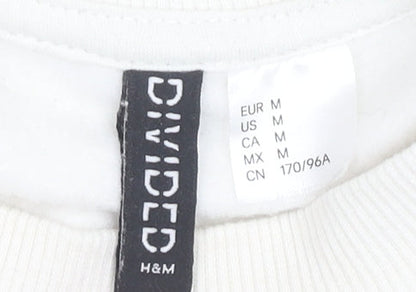 DIVIDED
H&M
EUR M
US M
CA M
MX M
CN 170/96A